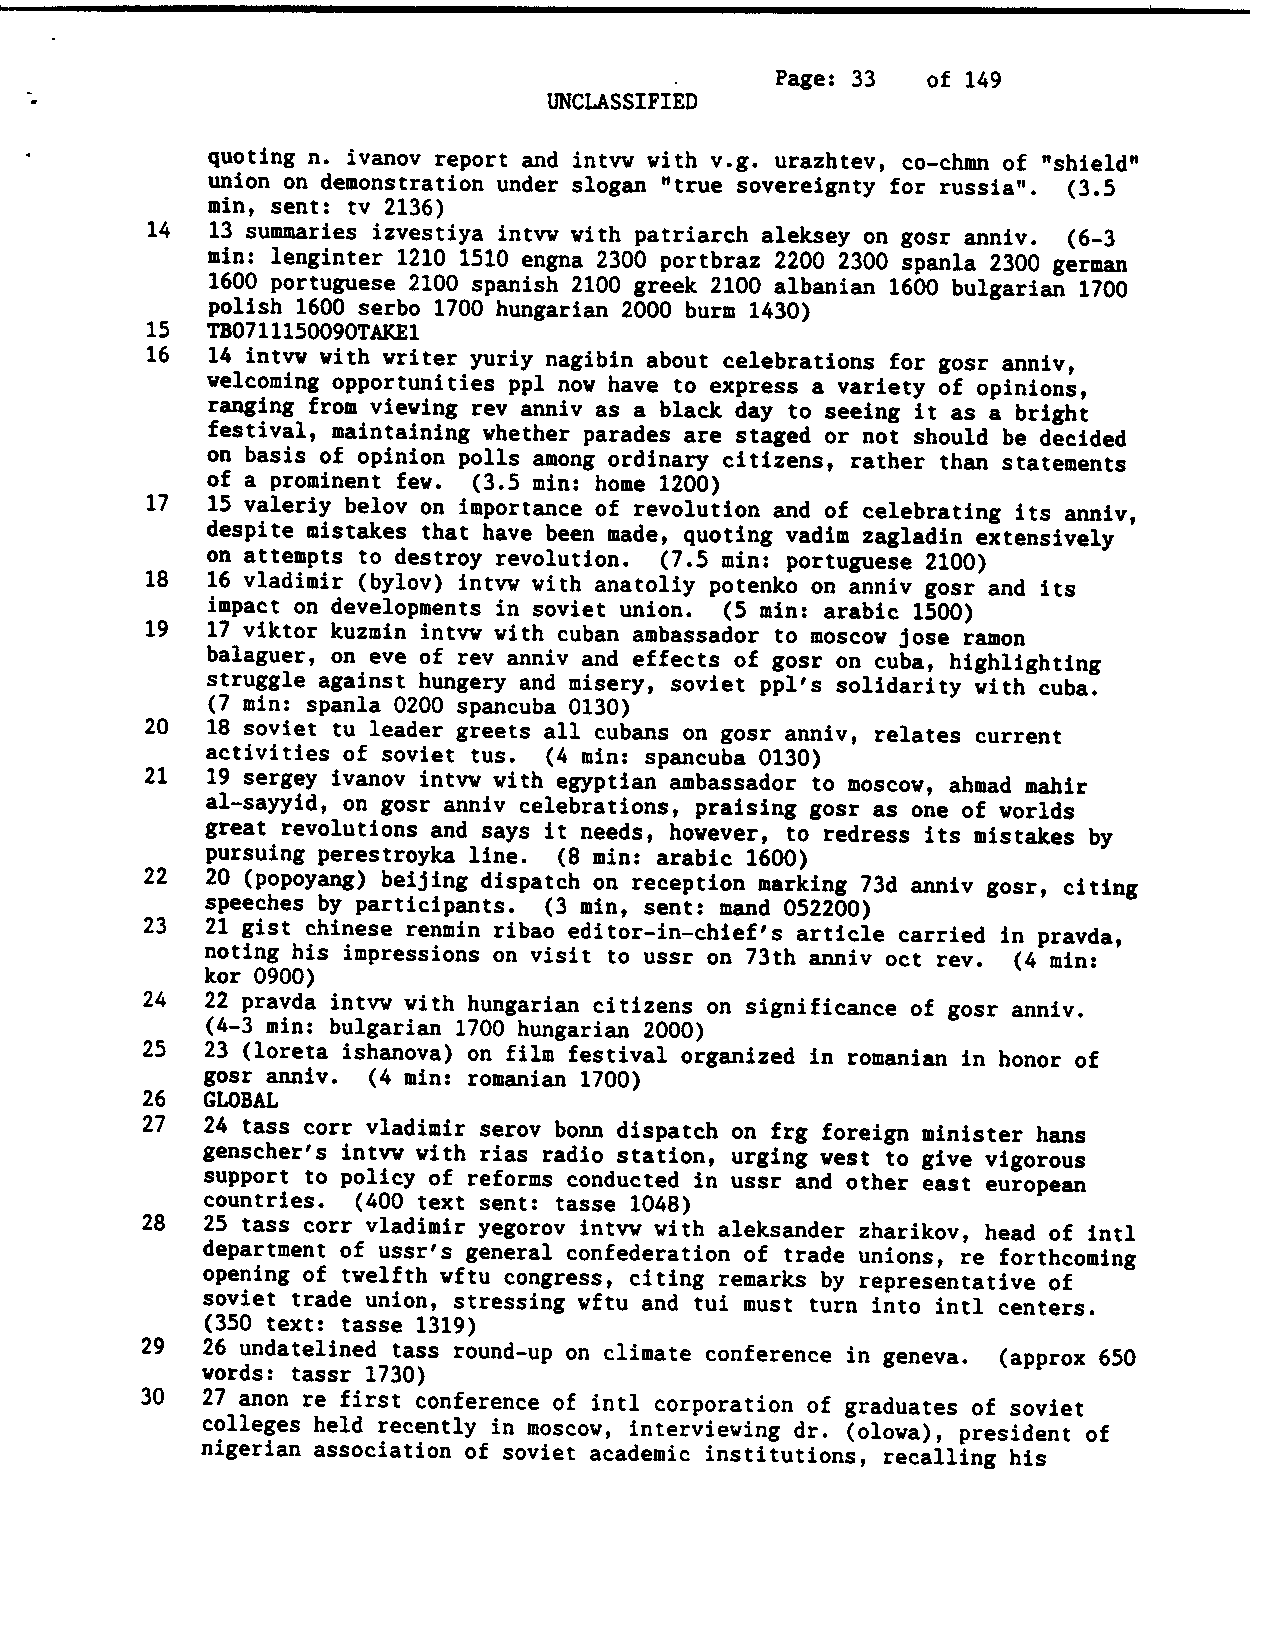 Page: 33 of 149
UNCLASSIFIED
quoting n. ivanov report and intvw with v.g. urazhtev, co-chmn of "shield"
union on demonstration under slogan "true sovereignty for russia". (3.5
min, sent: tv 2136)
14 13 summaries izvestiya intvw with patriarch aleksey on gosr anniv. (6-3
min: lenginter 1210 1510 engna 2300 portbraz 2200 2300 spanla 2300 german
1600 portuguese 2100 spanish 2100 greek 2100 albanian 1600 bulgarian 1700
polish 1600 serbo 1700 hungarian 2000 burm 1430)
15 TB0711150090TAKE1
16 14 intvw with writer yuriy nagibin about celebrations for gosr anniv,
welcoming opportunities ppl now have to express a variety of opinions,
ranging from viewing rev anniv as a black day to seeing it as a bright
festival, maintaining whether parades are staged or not should be decided
on basis of opinion polls among ordinary citizens, rather than statements
of a prominent few. (3.5 min: home 1200)
17 15 valeriy belov on importance of revolution and of celebrating its anniv,
despite mistakes that have been made, quoting vadim zagladin extensively
on attempts to destroy revolution. (7.5 min: portuguese 2100)
18 16 vladimir (bylov) intvw with anatoliy potenko on anniv gosr and its
impact on developments in soviet union. (5 min: arabic 1500)
19 17 viktor kuzmin intvw with cuban ambassador to moscow jose ramon
balaguer, on eve of rev anniv and effects of gosr on cuba, highlighting
struggle against hungery and misery, soviet ppl's solidarity with cuba.
(7 min: spanla 0200 spancuba 0130)
20 18 soviet tu leader greets all cubans on gosr anniv, relates current
activities of soviet tus. (4 min: spancuba 0130)
21 19 sergey ivanov intvw with egyptian ambassador to moscow, ahmad mahir
al-sayyid, on gosr anniv celebrations, praising gosr as one of worlds
great revolutions and says it needs, however, to redress its mistakes by
pursuing perestroyka line. (8 min: arabic 1600)
22 20 (popoyang) beijing dispatch on reception marking 73d anniv gosr, citing
speeches by participants. (3 min, sent: mand 052200)
23 21 gist chinese renmin ribao editor-in-chief's article carried in pravda,
noting his impressions on visit to ussr on 73th anniv oct rev. (4 min:
kor 0900)
24 22 pravda intvw with hungarian citizens on significance of gosr anniv.
(4-3 min: bulgarian 1700 hungarian 2000)
25 23 (loreta ishanova) on film festival organized in romanian in honor of
gosr anniv. (4 min: romanian 1700)
26 GLOBAL
27 24 tass corr vladimir serov bonn dispatch on frg foreign minister hans
genscher's intvw with rias radio station, urging west to give vigorous
support to policy of reforms conducted in ussr and other east european
countries. (400 text sent: tasse 1048)
28 25 tass corr vladimir yegorov intvw with aleksander zharikov, head of intl
department of ussr's general confederation of trade unions, re forthcoming
opening of twelfth wftu congress, citing remarks by representative of
soviet trade union, stressing wftu and tui must turn into intl centers.
(350 text: tasse 1319)
29 26 undatelined tass round-up on climate conference in geneva. (approx 650
words: tassr 1730)
30 27 anon re first conference of intl corporation of graduates of soviet
colleges held recently in moscow, interviewing dr. (olowa), president of
nigerian association of soviet academic institutions, recalling his